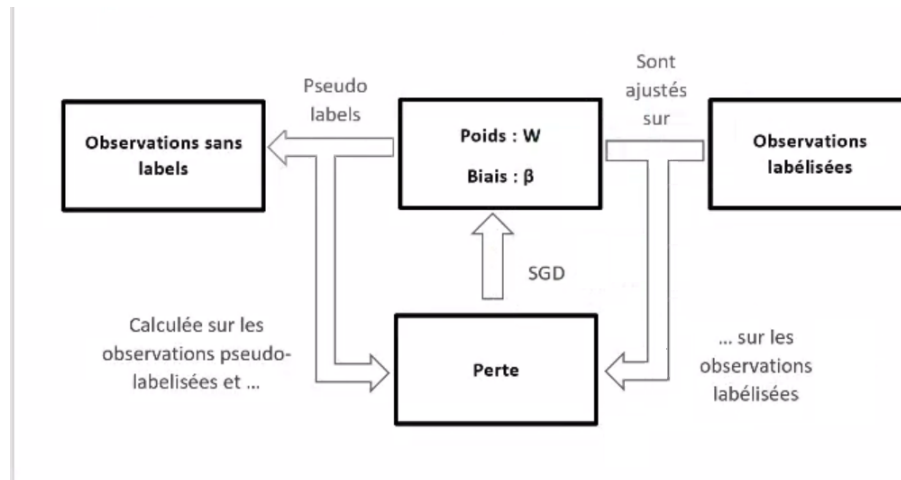 Sont
ajustés
sur
Pseudo
labels
Observations sans
labels
Poids : W
Biais : β
Observations
labélisées
SGD
Calculée sur les
observations pseudo-
labelisées et ...
Perte
... sur les
observations
labélisées